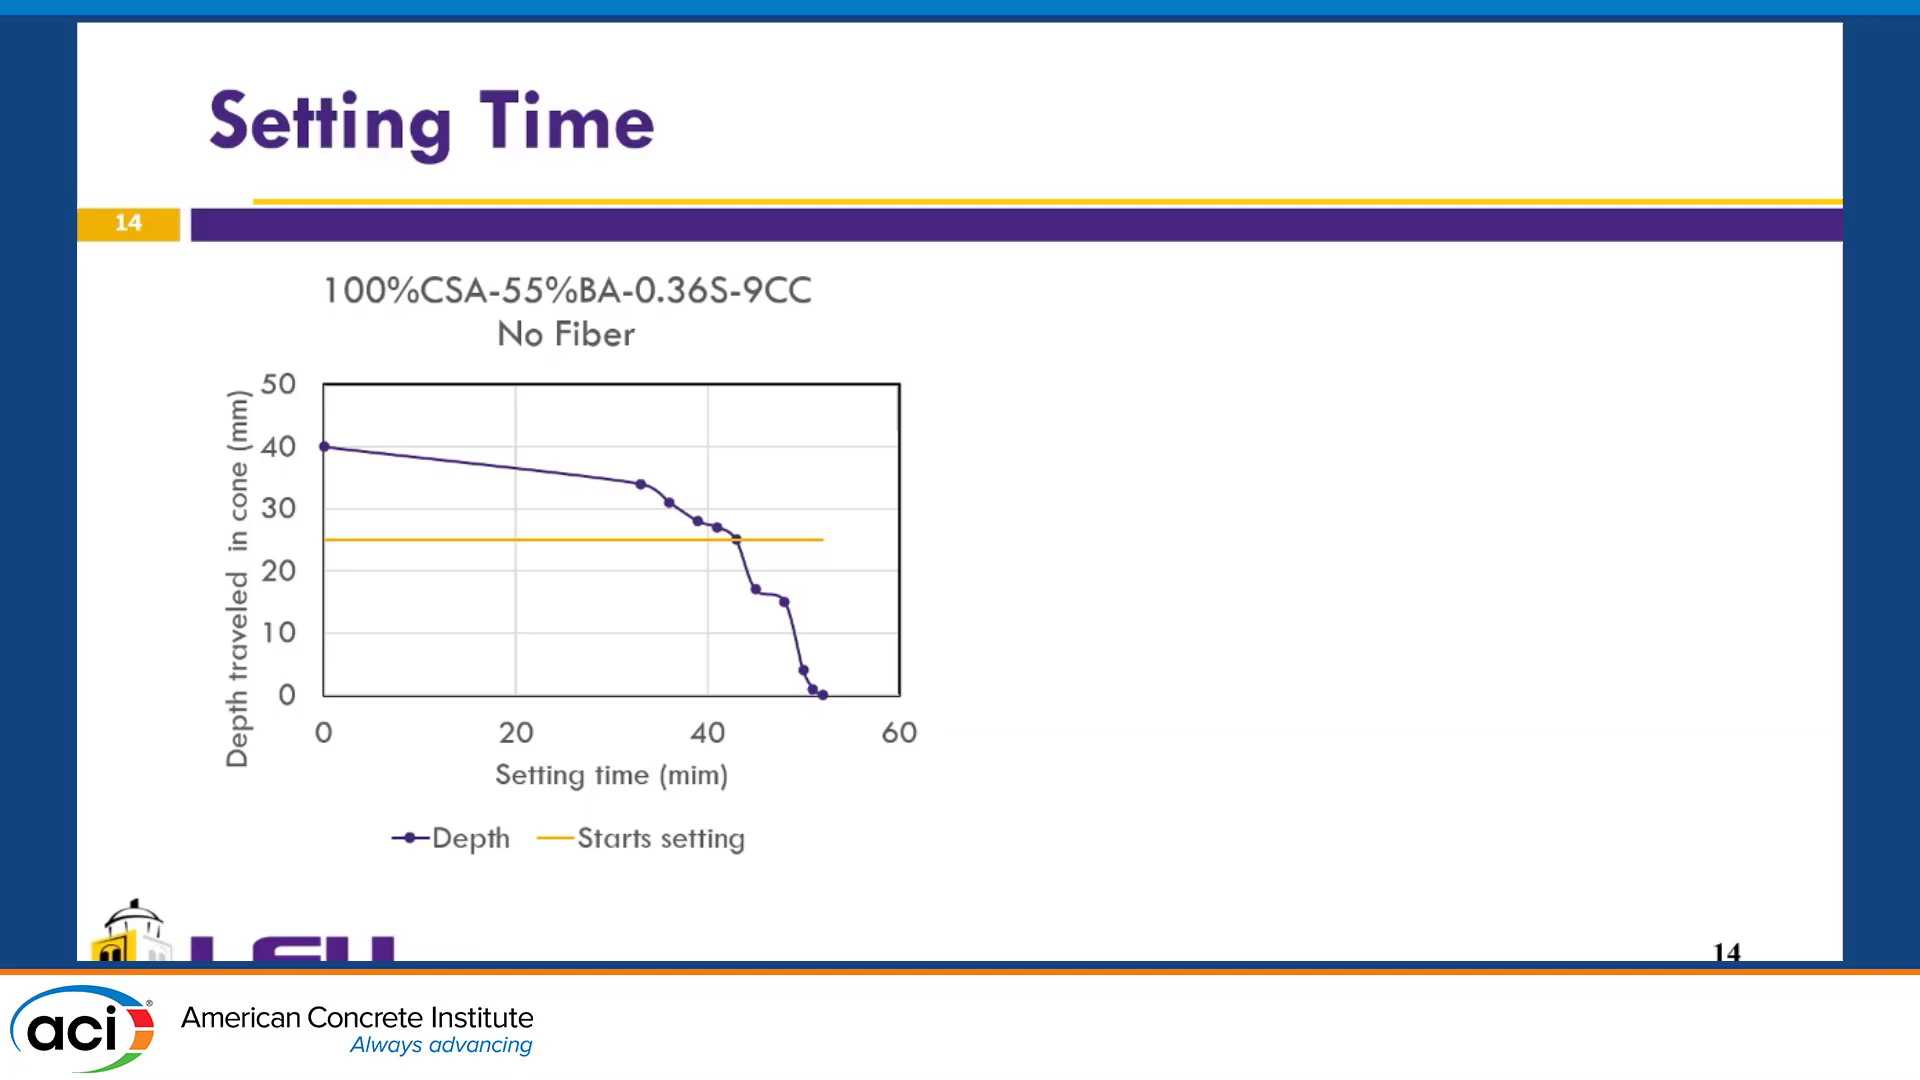 Setting Time
14
100%CSA-55%BA-0.36S-9CC
No Fiber
Depth traveled in cone (mm)
50
40
30
20
10
0
0 20 40 60
Setting time (mim)
Depth Starts setting
LSU
14
aci®
American Concrete Institute
Always advancing